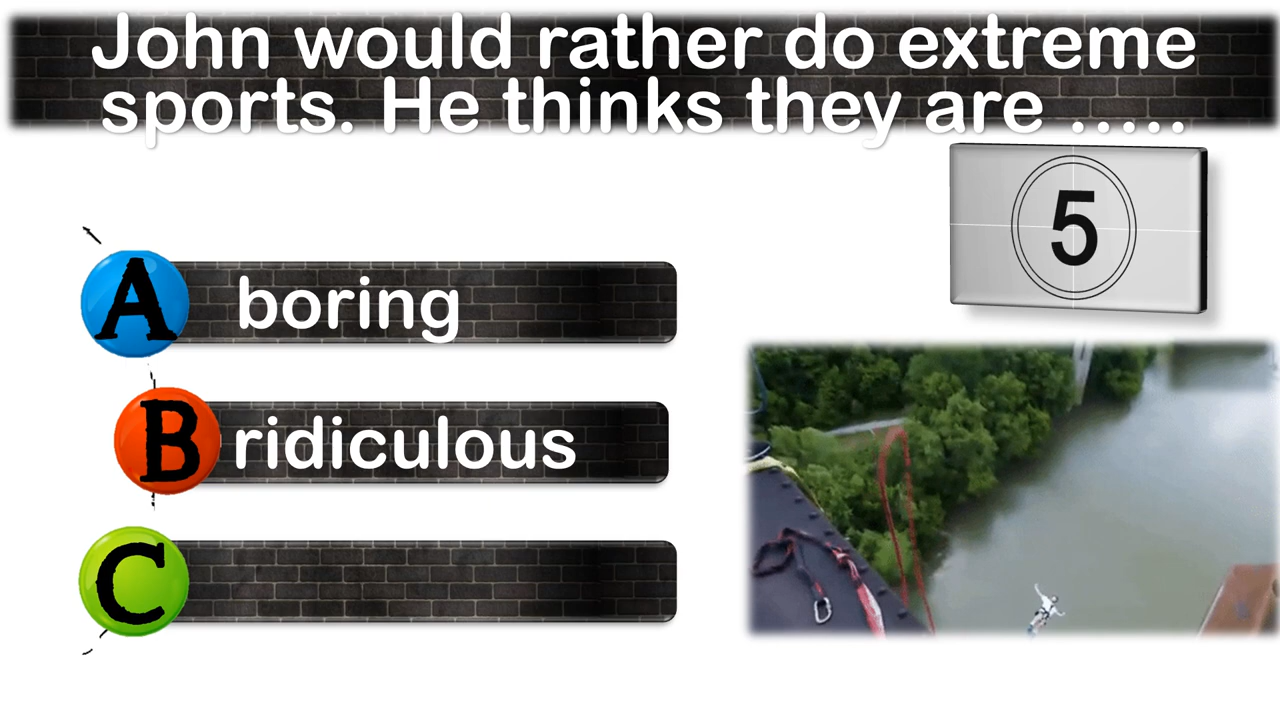 John would rather do extreme
sports. He thinks they are .....
5
A boring
B ridiculous
C